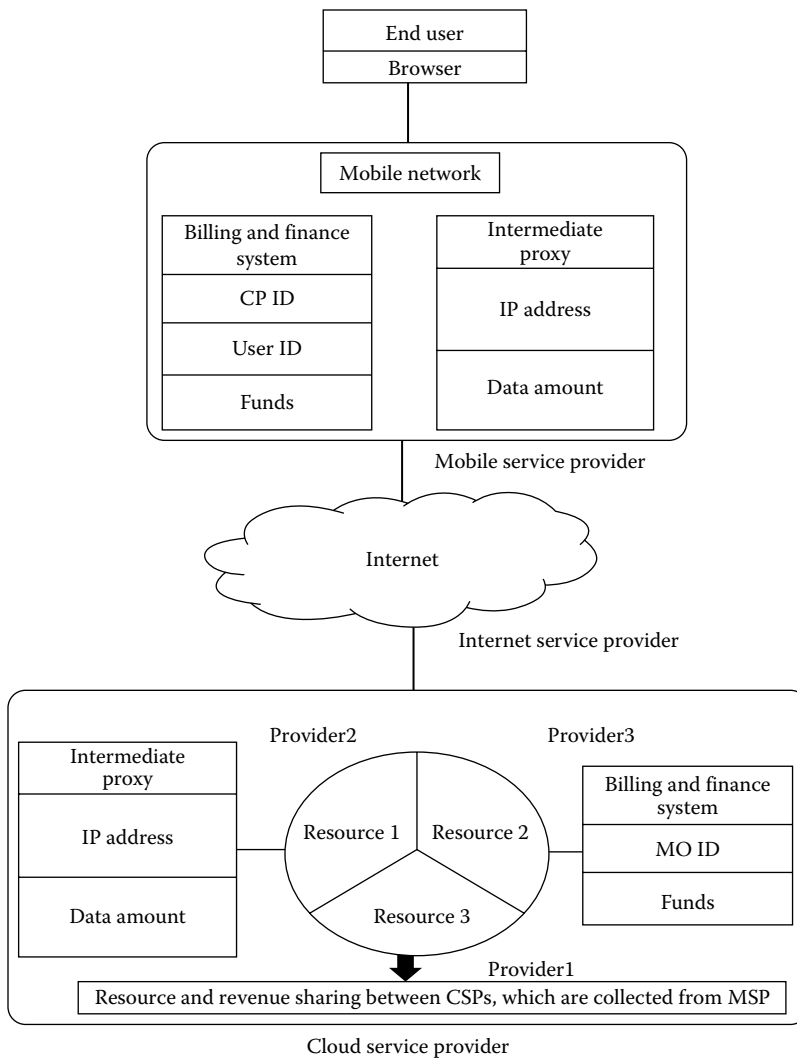 End user
Browser
Mobile network
Billing and finance
system
CP ID
User ID
Funds
Intermediate
proxy
IP address
Data amount
Mobile service provider
Internet
Internet service provider
Provider2
Provider3
Intermediate
proxy
IP address
Data amount
Resource 1
Resource 2
Resource 3
Billing and finance
system
MO ID
Funds
Provider1
Resource and revenue sharing between CSPs, which are collected from MSP
Cloud service provider